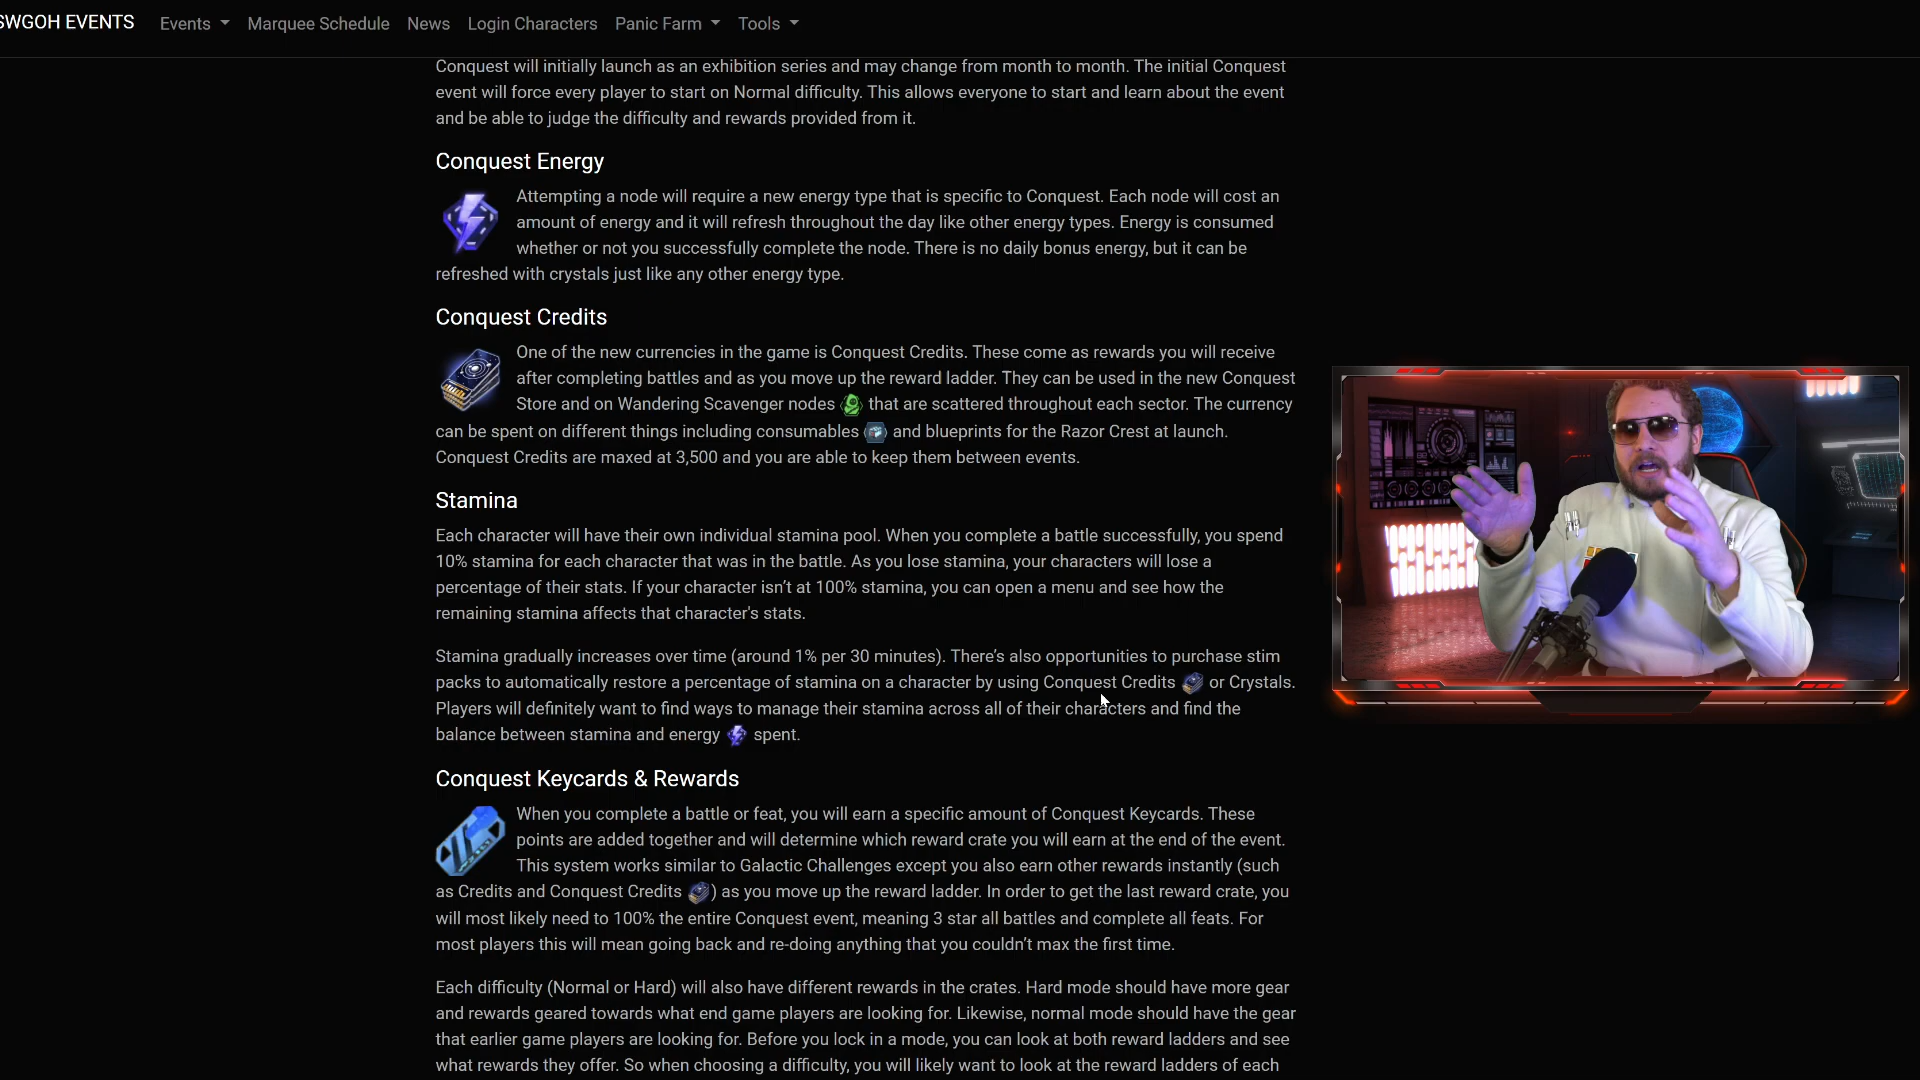 SWGOH EVENTS Events Marquee Schedule News Login Characters Panic Farm Tools
Conquest will initially launch as an exhibition series and may change from month to month. The initial Conquest
event will force every player to start on Normal difficulty. This allows everyone to start and learn about the event
and be able to judge the difficulty and rewards provided from it.
Conquest Energy
Attempting a node will require a new energy type that is specific to Conquest. Each node will cost an
amount of energy and it will refresh throughout the day like other energy types. Energy is consumed
whether or not you successfully complete the node. There is no daily bonus energy, but it can be
refreshed with crystals just like any other energy type.
Conquest Credits
One of the new currencies in the game is Conquest Credits. These come as rewards you will receive
after completing battles and as you move up the reward ladder. They can be used in the new Conquest
Store and on Wandering Scavenger nodes that are scattered throughout each sector. The currency
can be spent on different things including consumables and blueprints for the Razor Crest at launch.
Conquest Credits are maxed at 3,500 and you are able to keep them between events.
Stamina
Each character will have their own individual stamina pool. When you complete a battle successfully, you spend
10% stamina for each character that was in the battle. As you lose stamina, your characters will lose a
percentage of their stats. If your character isn't at 100% stamina, you can open a menu and see how the
remaining stamina affects that character's stats.
Stamina gradually increases over time (around 1% per 30 minutes). There's also opportunities to purchase stim
packs to automatically restore a percentage of stamina on a character by using Conquest Credits or Crystals.
Players will definitely want to find ways to manage their stamina across all of their characters and find the
balance between stamina and energy spent.
Conquest Keycards & Rewards
When you complete a battle or feat, you will earn a specific amount of Conquest Keycards. These
points are added together and will determine which reward crate you will earn at the end of the event.
This system works similar to Galactic Challenges except you also earn other rewards instantly (such
as Credits and Conquest Credits ) as you move up the reward ladder. In order to get the last reward crate, you
will most likely need to 100% the entire Conquest event, meaning 3 star all battles and complete all feats. For
most players this will mean going back and re-doing anything that you couldn't max the first time.
Each difficulty (Normal or Hard) will also have different rewards in the crates. Hard mode should have more gear
and rewards geared towards what end game players are looking for. Likewise, normal mode should have the gear
that earlier game players are looking for. Before you lock in a mode, you can look at both reward ladders and see
what rewards they offer. So when choosing a difficulty, you will likely want to look at the reward ladders of each